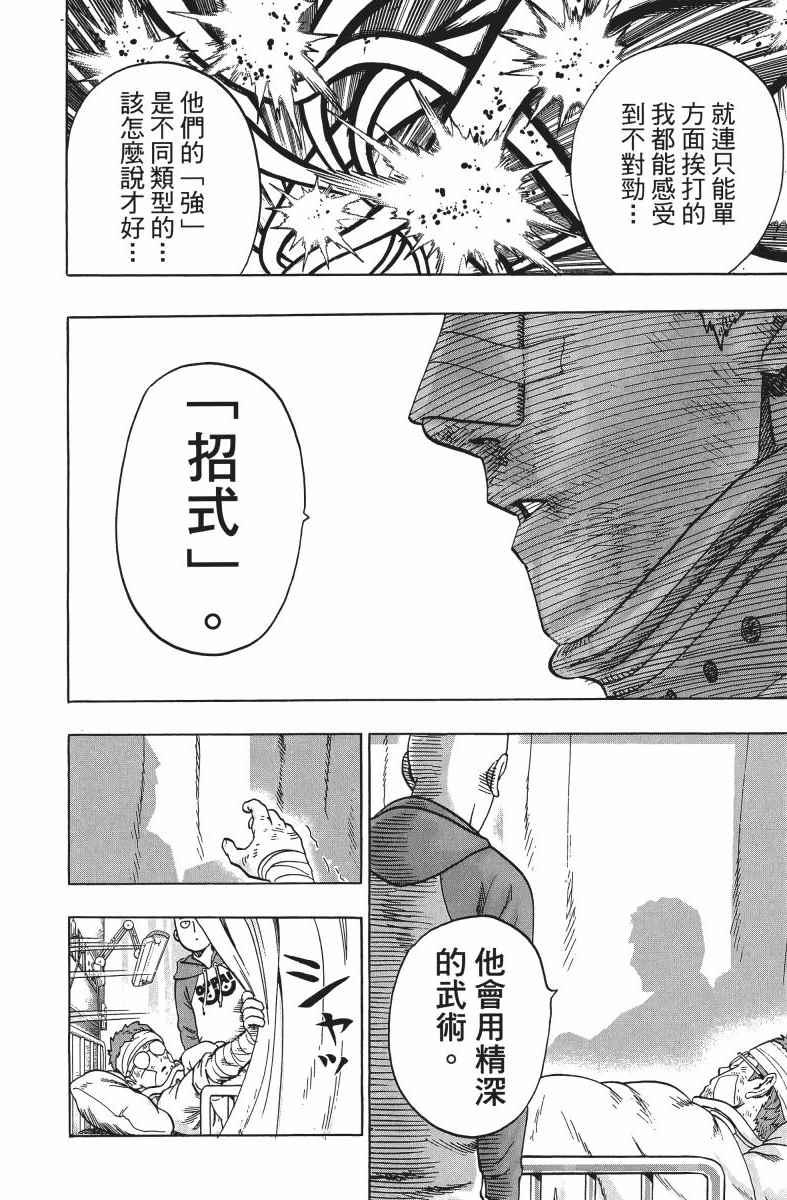 就連只能單
方面挨打的
我都能感受
到不對勁…
他們的「強」
是不同類型的…
該怎麼說才好…
「招式」。
他會用精深
的武術。
シャッ
OPPAI